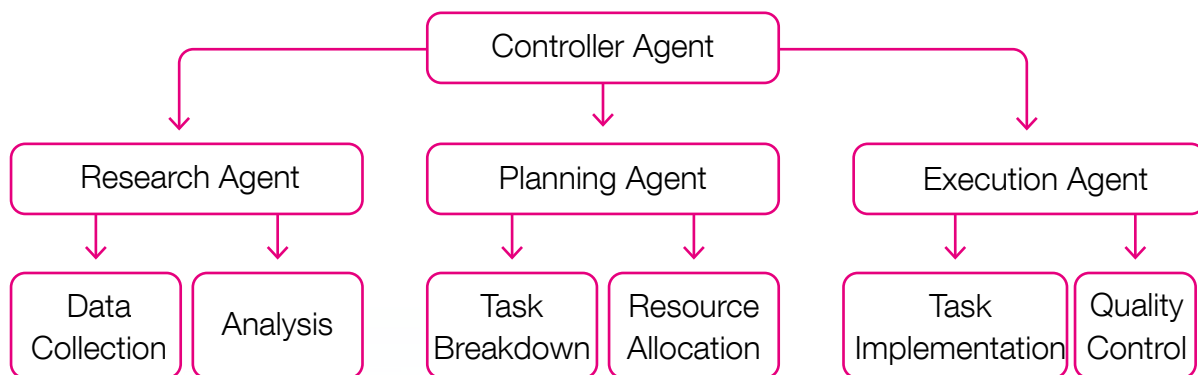 Controller Agent
Research Agent
Planning Agent
Execution Agent
Data
Collection
Analysis
Task
Breakdown
Resource
Allocation
Task
Implementation
Quality
Control